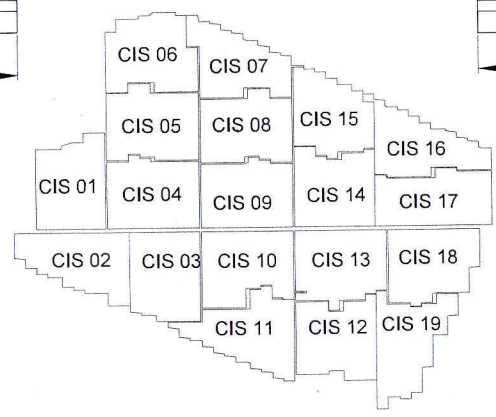 CIS 06
CIS 07
CIS 05
CIS 08
CIS 15
CIS 16
CIS 01
CIS 04
CIS 09
CIS 14
CIS 17
CIS 02
CIS 03
CIS 10
CIS 13
CIS 18
CIS 11
CIS 12
CIS 19